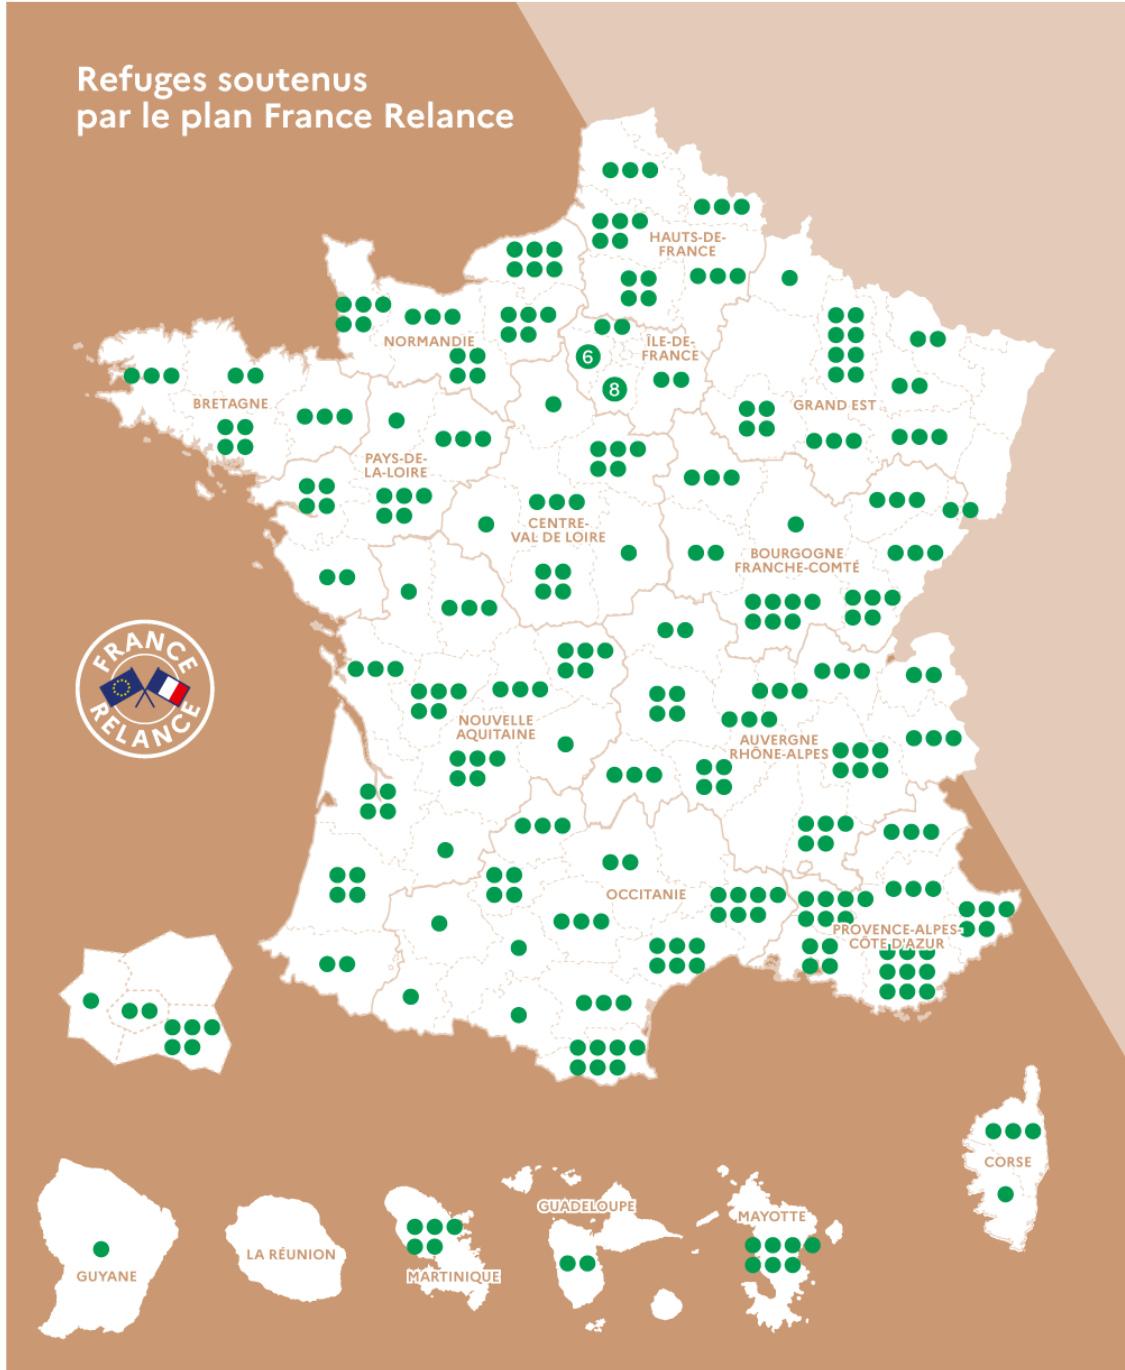 Refuges soutenus
par le plan France Relance
HAUTS-DE-
FRANCE
NORMANDIE
ÎLE-DE-
FRANCE
6
8
BRETAGNE
GRAND EST
PAYS-DE-
LA-LOIRE
CENTRE-
VAL DE LOIRE
BOURGOGNE
FRANCHE-COMTÉ
FRANCE
RELANCE
NOUVELLE
AQUITAINE
AUVERGNE
RHÔNE-ALPES
OCCITANIE
PROVENCE-ALPES-
CÔTE D'AZUR
CORSE
GUYANE
LA RÉUNION
MARTINIQUE
GUADELOUPE
MAYOTTE